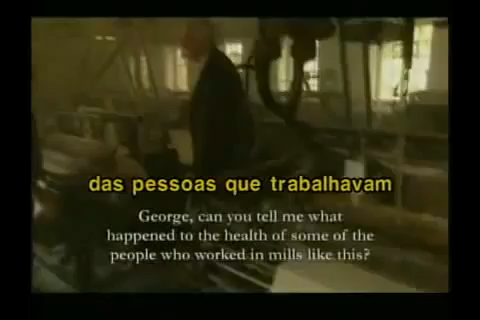 das pessoas que trabalhavam
George, can you tell me what
happened to the health of some of the
people who worked in mills like this?